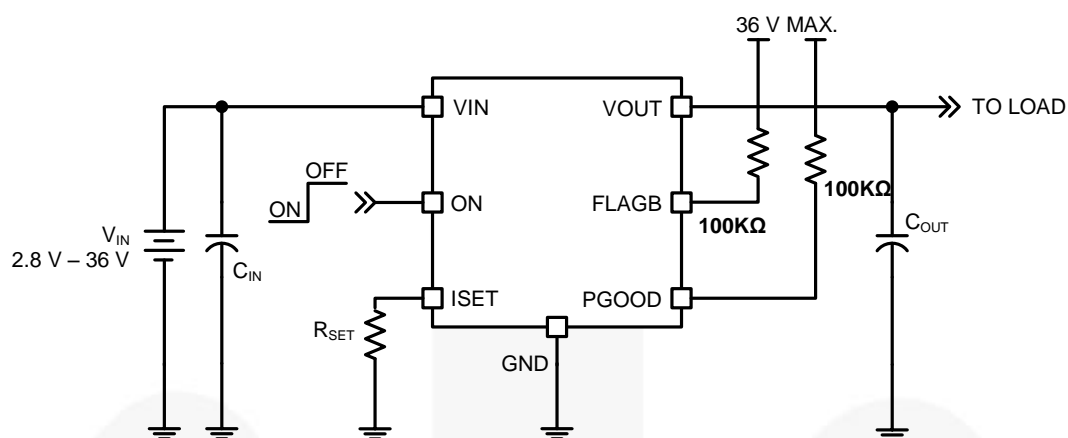 36 V MAX.
VIN
VOUT
TO LOAD
OFF
ON
ON
FLAGB
100KΩ
100KΩ
V_IN
2.8 V – 36 V
C_IN
C_OUT
ISET
PGOOD
R_SET
GND